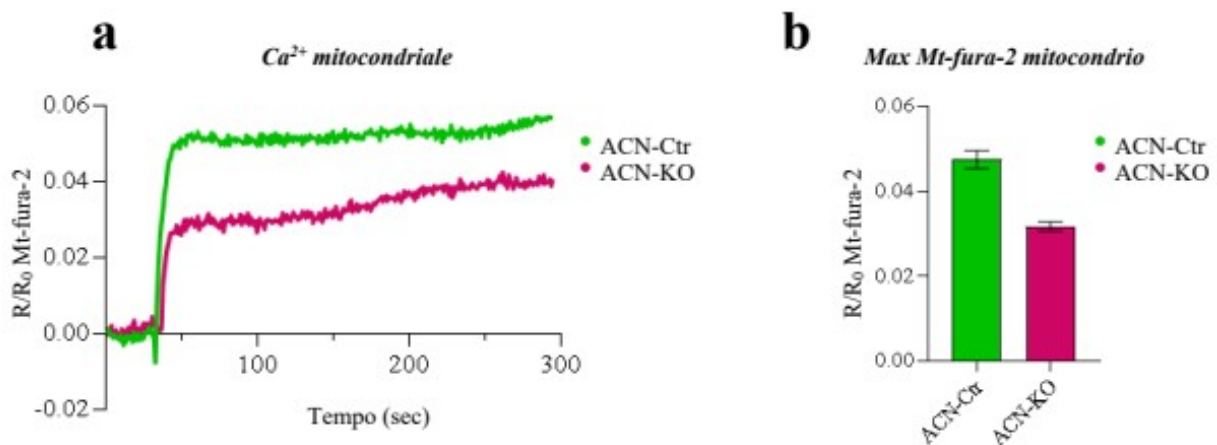 a
Ca²⁺ mitocondriale
R/R₀ Mt-fura-2
0.06
0.04
0.02
0.00
-0.02
100
200
300
Tempo (sec)
ACN-Ctr
ACN-KO
b
Max Mt-fura-2 mitocondrio
R/R₀ Mt-fura-2
0.06
0.04
0.02
0.00
ACN-Ctr
ACN-KO
ACN-Ctr
ACN-KO